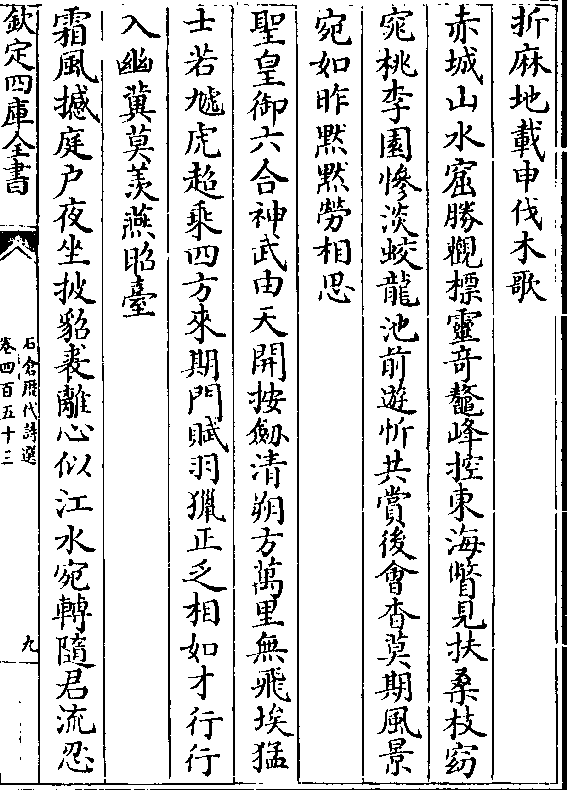 折麻地載申伐木歌
赤城山水窟勝觀標靈竒鼇峰控東海瞥見扶桑枝窈
窕桃李園慘淡蛟龍池前遊忻共賞後會杳莫期風景
宛如昨黙黙勞相思
聖皇御六合神武由天開按劒清朔方萬里無飛埃猛
士若虓虎超乘四方來期門賦羽獵正乏相如才行行
入幽冀莫羡燕昭臺
霜風撼庭户夜坐披貂裘離心似江水宛轉隨君流忍
欽定四庫全書
石倉歴代詩選
卷四百五十三
九